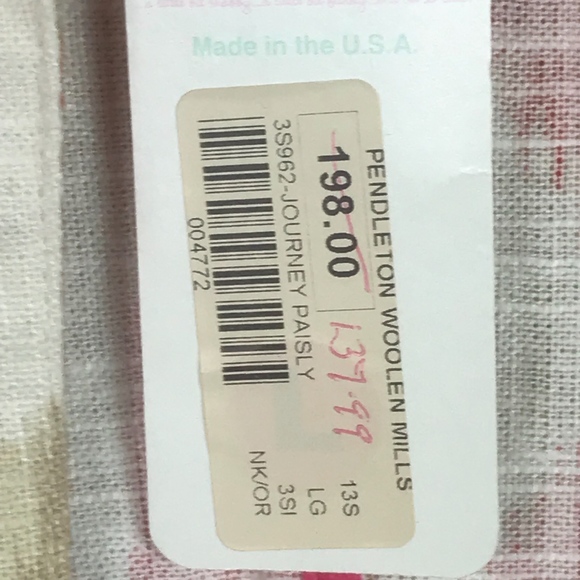 Made in the U.S.A.
PENDLETON WOOLEN MILLS
198.00 137.99
13S
LG
3S962-JOURNEY PAISLY
3SI
004772
NK/OR